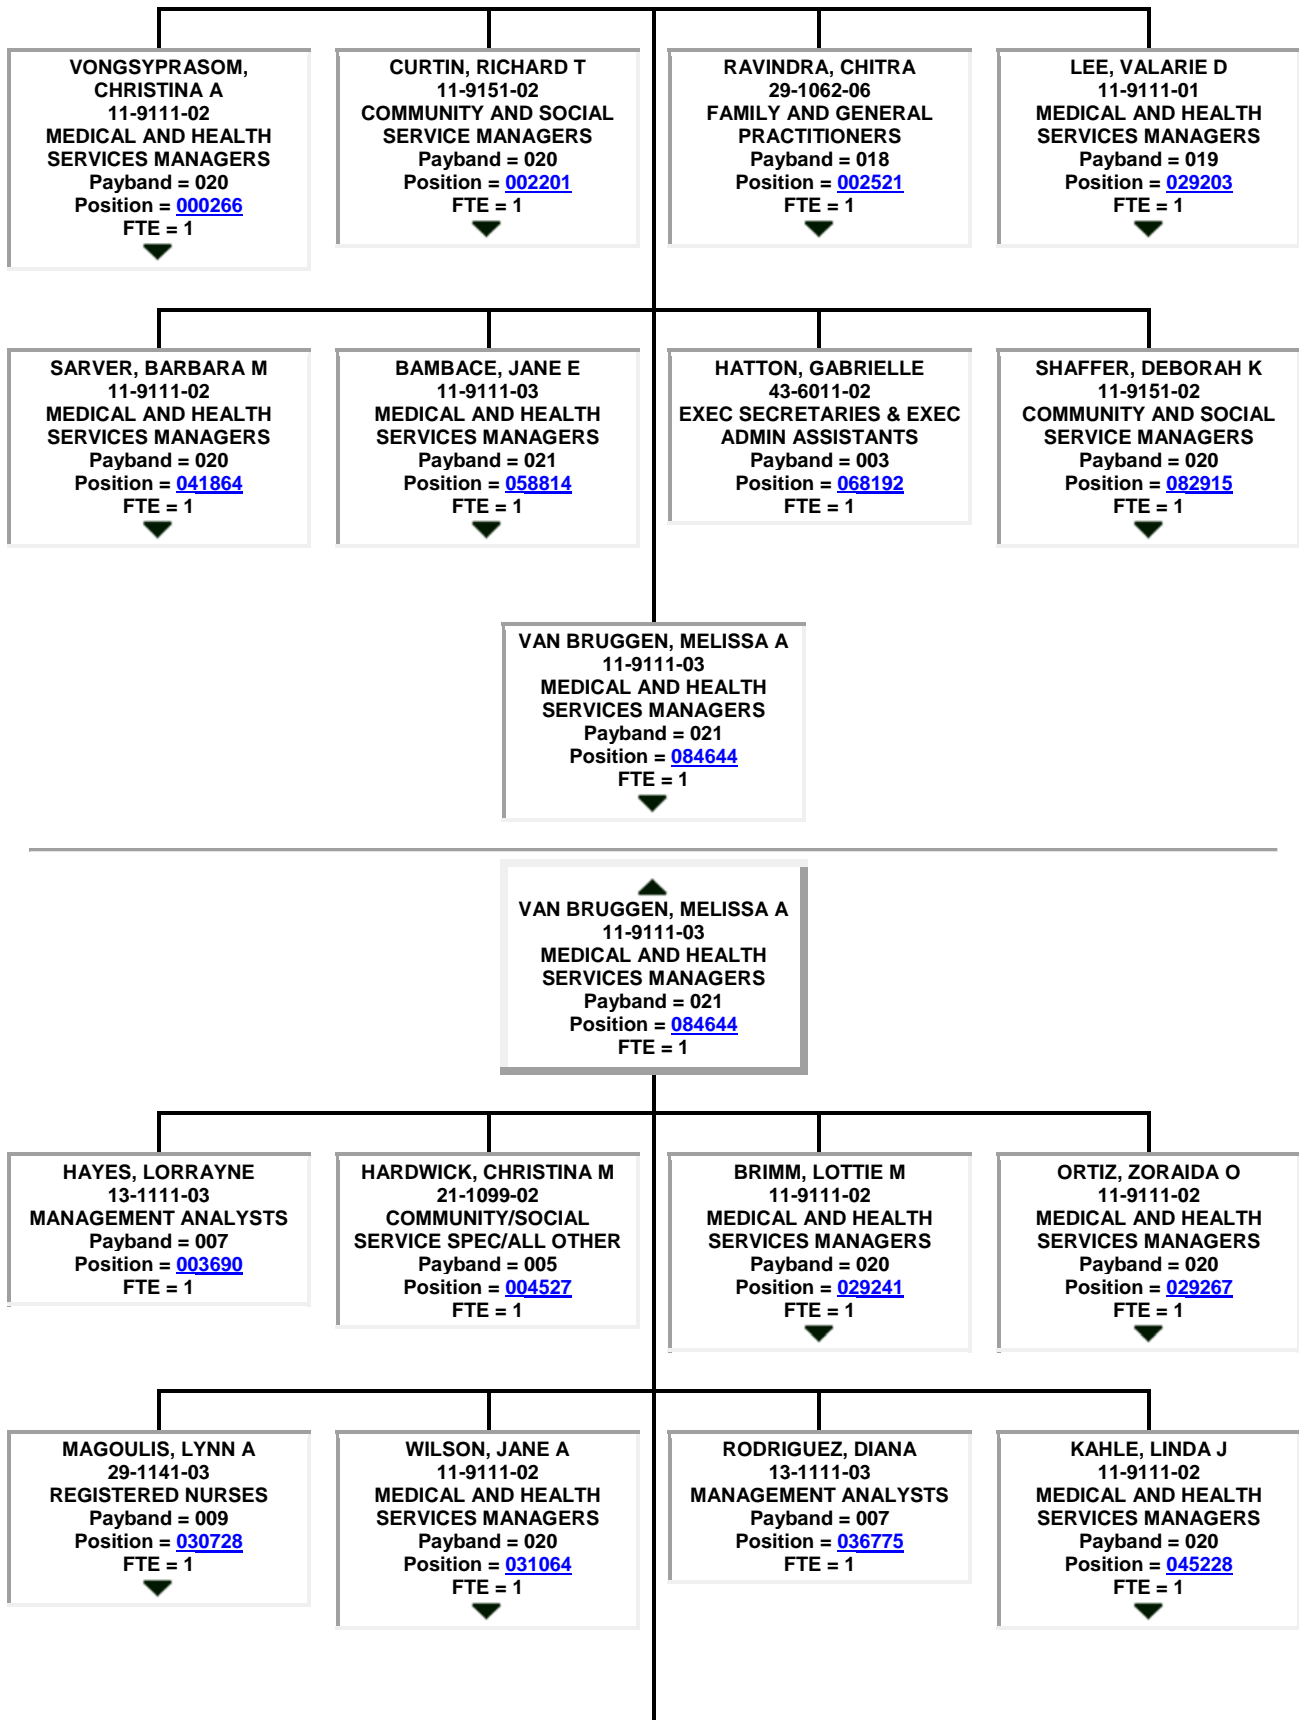 VONGSYPRASOM,
CHRISTINA A
11-9111-02
MEDICAL AND HEALTH
SERVICES MANAGERS
Payband = 020
Position = 000266
FTE = 1
CURTIN, RICHARD T
11-9151-02
COMMUNITY AND SOCIAL
SERVICE MANAGERS
Payband = 020
Position = 002201
FTE = 1
RAVINDRA, CHITRA
29-1062-06
FAMILY AND GENERAL
PRACTITIONERS
Payband = 018
Position = 002521
FTE = 1
LEE, VALARIE D
11-9111-01
MEDICAL AND HEALTH
SERVICES MANAGERS
Payband = 019
Position = 029203
FTE = 1
SARVER, BARBARA M
11-9111-02
MEDICAL AND HEALTH
SERVICES MANAGERS
Payband = 020
Position = 041864
FTE = 1
BAMBACE, JANE E
11-9111-03
MEDICAL AND HEALTH
SERVICES MANAGERS
Payband = 021
Position = 058814
FTE = 1
HATTON, GABRIELLE
43-6011-02
EXEC SECRETARIES & EXEC
ADMIN ASSISTANTS
Payband = 003
Position = 068192
FTE = 1
SHAFFER, DEBORAH K
11-9151-02
COMMUNITY AND SOCIAL
SERVICE MANAGERS
Payband = 020
Position = 082915
FTE = 1
VAN BRUGGEN, MELISSA A
11-9111-03
MEDICAL AND HEALTH
SERVICES MANAGERS
Payband = 021
Position = 084644
FTE = 1
VAN BRUGGEN, MELISSA A
11-9111-03
MEDICAL AND HEALTH
SERVICES MANAGERS
Payband = 021
Position = 084644
FTE = 1
HAYES, LORRAYNE
13-1111-03
MANAGEMENT ANALYSTS
Payband = 007
Position = 003690
FTE = 1
HARDWICK, CHRISTINA M
21-1099-02
COMMUNITY/SOCIAL
SERVICE SPEC/ALL OTHER
Payband = 005
Position = 004527
FTE = 1
BRIMM, LOTTIE M
11-9111-02
MEDICAL AND HEALTH
SERVICES MANAGERS
Payband = 020
Position = 029241
FTE = 1
ORTIZ, ZORAIDA O
11-9111-02
MEDICAL AND HEALTH
SERVICES MANAGERS
Payband = 020
Position = 029267
FTE = 1
MAGOULIS, LYNN A
29-1141-03
REGISTERED NURSES
Payband = 009
Position = 030728
FTE = 1
WILSON, JANE A
11-9111-02
MEDICAL AND HEALTH
SERVICES MANAGERS
Payband = 020
Position = 031064
FTE = 1
RODRIGUEZ, DIANA
13-1111-03
MANAGEMENT ANALYSTS
Payband = 007
Position = 036775
FTE = 1
KAHLE, LINDA J
11-9111-02
MEDICAL AND HEALTH
SERVICES MANAGERS
Payband = 020
Position = 045228
FTE = 1